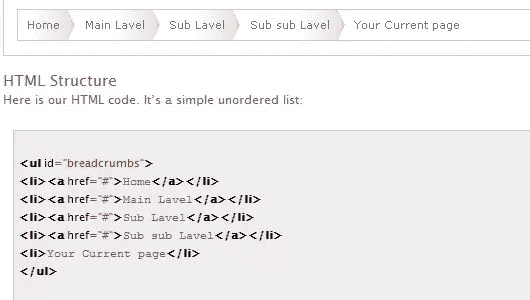 Home Main Lavel Sub Lavel Sub sub Lavel Your Current page
HTML Structure
Here is our HTML code. It's a simple unordered list:
<ul id="breadcrumbs">
<li><a href="#">Home</a></li>
<li><a href="#">Main Lavel</a></li>
<li><a href="#">Sub Lavel</a></li>
<li><a href="#">Sub sub Lavel</a></li>
<li>Your Current page</li>
</ul>